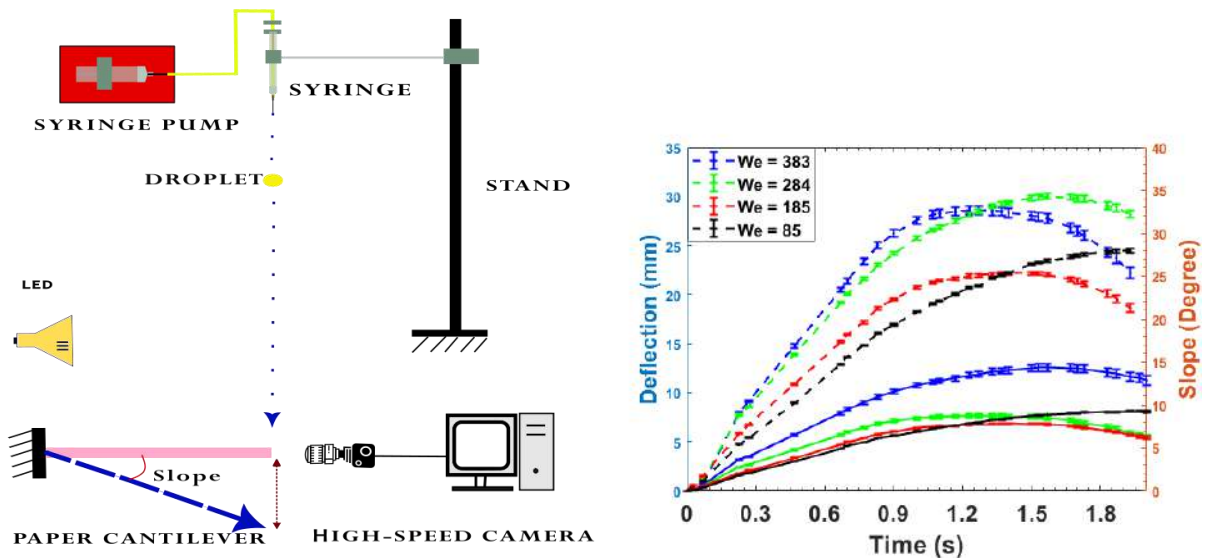 SYRINGE PUMP
SYRINGE
DROPLET
STAND
LED
Slope
PAPER CANTILEVER
HIGH-SPEED CAMERA
Deflection (mm)
35
30
25
20
15
10
5
0
We = 383
We = 284
We = 185
We = 85
40
35
30
25
20
15
10
5
0
Slope (Degree)
0 0.3 0.6 0.9 1.2 1.5 1.8
Time (s)